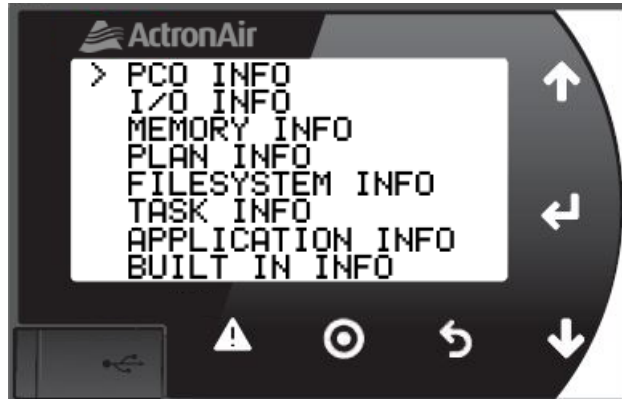 ActronAir
> PCO INFO
I/O INFO
MEMORY INFO
PLAN INFO
FILESYSTEM INFO
TASK INFO
APPLICATION INFO
BUILT IN INFO